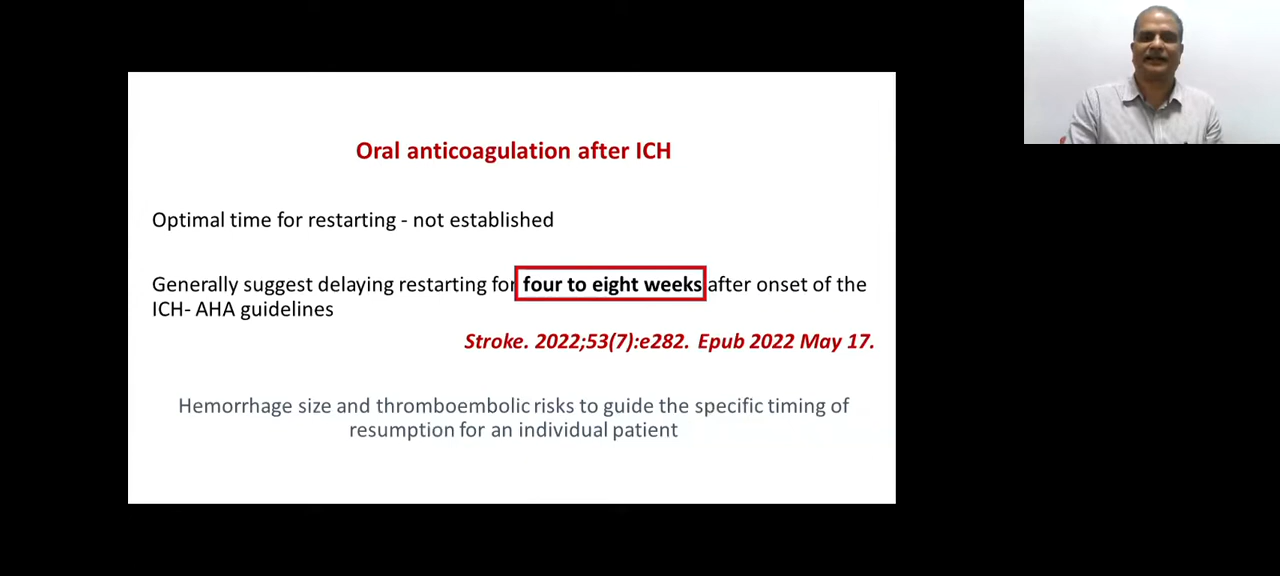 Oral anticoagulation after ICH
Optimal time for restarting - not established
Generally suggest delaying restarting for four to eight weeks after onset of the
ICH- AHA guidelines
Stroke. 2022;53(7):e282. Epub 2022 May 17.
Hemorrhage size and thromboembolic risks to guide the specific timing of
resumption for an individual patient